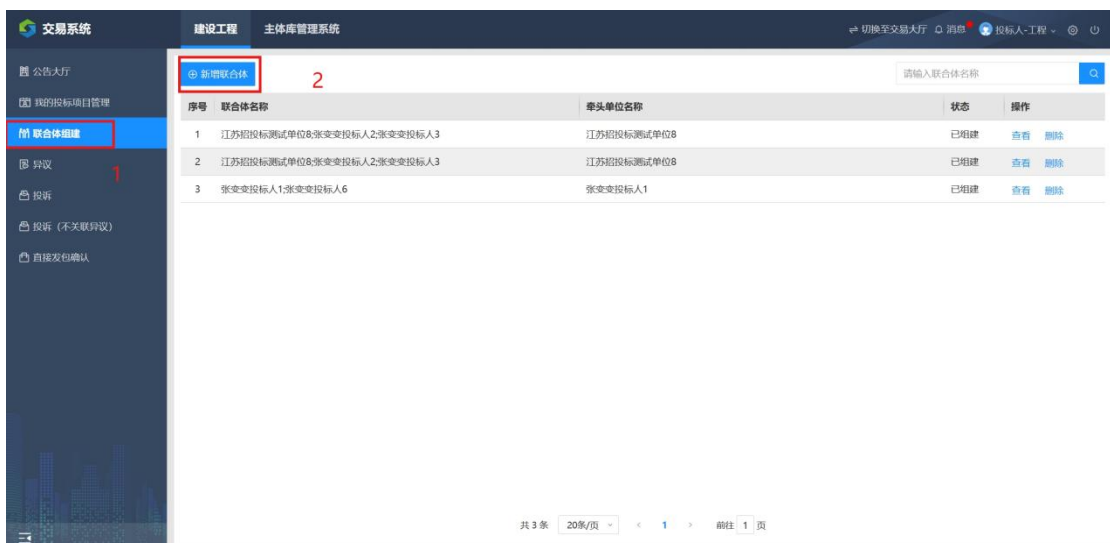 交易系统 建设工程 主体库管理系统 切换至交易大厅 消息 投标人-工程
公告大厅
我的投标项目管理
联合体组建
异议
投诉
投诉（不关联异议）
直接发包确认
1
新增联合体 2 请输入联合体名称
序号 联合体名称 牵头单位名称 状态 操作
1 江苏招投标测试单位8;张变变投标人2;张变变投标人3 江苏招投标测试单位8 已组建 查看 删除
2 江苏招投标测试单位8;张变变投标人2;张变变投标人3 江苏招投标测试单位8 已组建 查看 删除
3 张变变投标人1;张变变投标人6 张变变投标人1 已组建 查看 删除
共 3 条 20条/页 < 1 > 前往 1 页